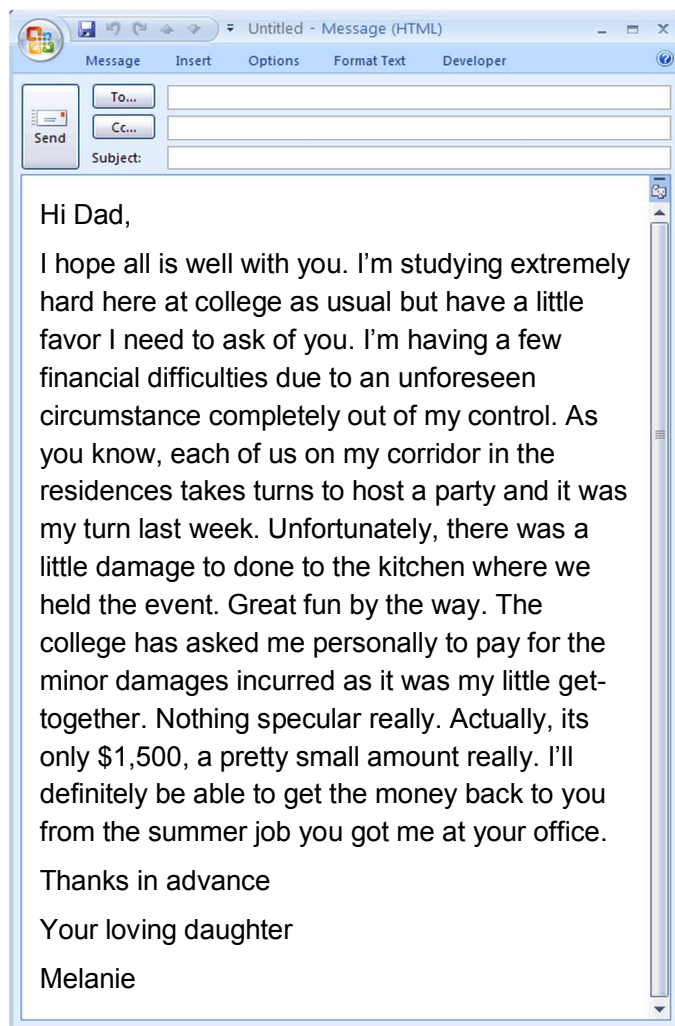 Untitled - Message (HTML)
Message Insert Options Format Text Developer
To...
Cc...
Send
Subject:
Hi Dad,
I hope all is well with you. I’m studying extremely
hard here at college as usual but have a little
favor I need to ask of you. I’m having a few
financial difficulties due to an unforeseen
circumstance completely out of my control. As
you know, each of us on my corridor in the
residences takes turns to host a party and it was
my turn last week. Unfortunately, there was a
little damage to done to the kitchen where we
held the event. Great fun by the way. The
college has asked me personally to pay for the
minor damages incurred as it was my little get-
together. Nothing specular really. Actually, its
only $1,500, a pretty small amount really. I’ll
definitely be able to get the money back to you
from the summer job you got me at your office.
Thanks in advance
Your loving daughter
Melanie